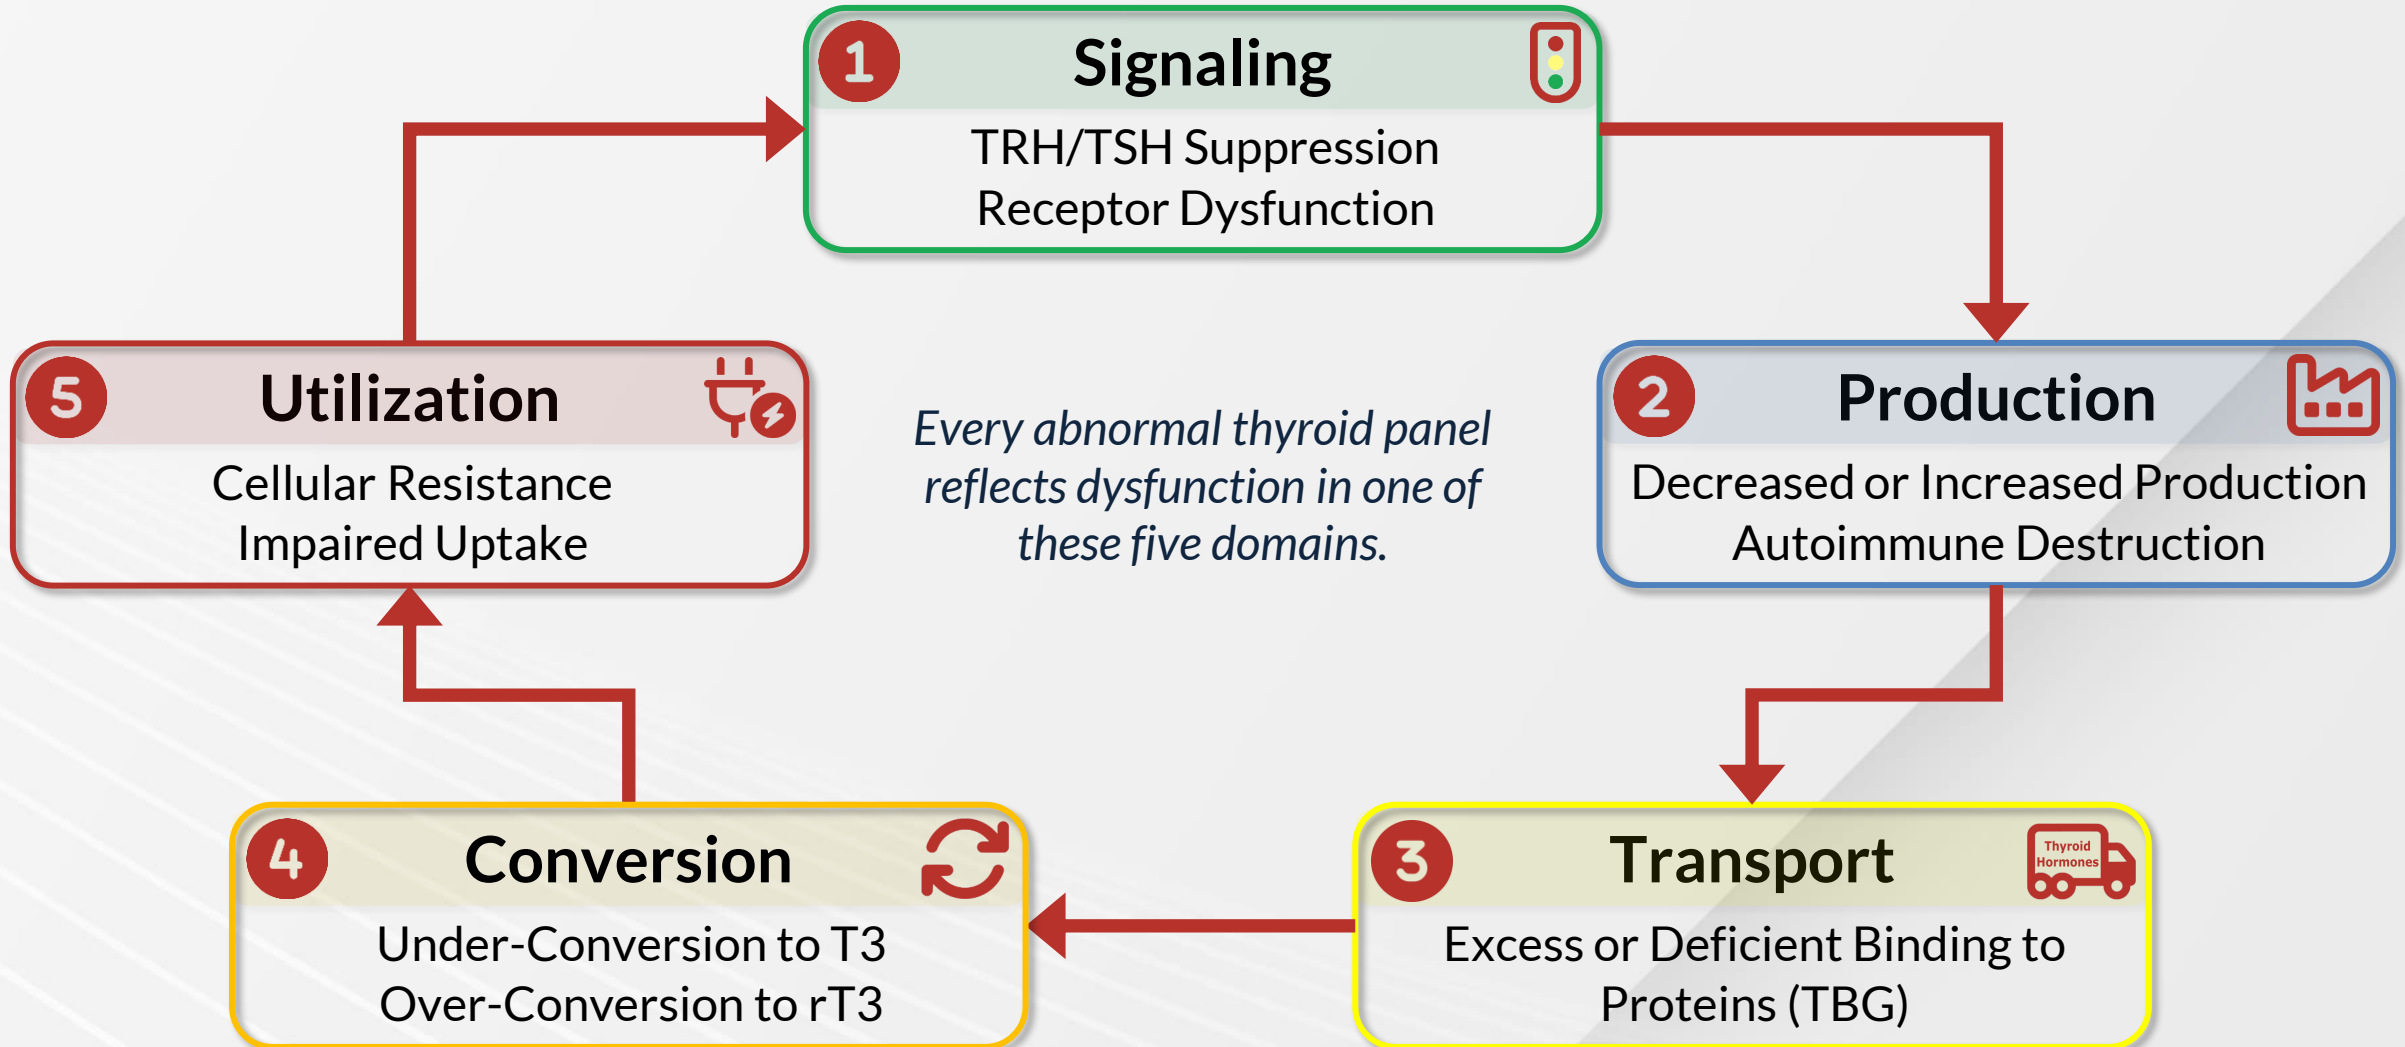 1
Signaling
TRH/TSH Suppression
Receptor Dysfunction
2
Production
Decreased or Increased Production
Autoimmune Destruction
3
Transport
Thyroid
Hormones
Excess or Deficient Binding to
Proteins (TBG)
4
Conversion
Under-Conversion to T3
Over-Conversion to rT3
5
Utilization
Cellular Resistance
Impaired Uptake
Every abnormal thyroid panel
reflects dysfunction in one of
these five domains.